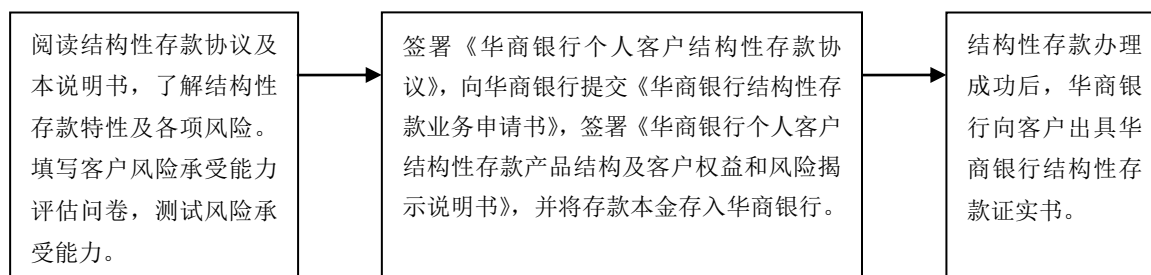 阅读结构性存款协议及
本说明书，了解结构性
存款特性及各项风险。
填写客户风险承受能力
评估问卷，测试风险承
受能力。
签署《华商银行个人客户结构性存款协
议》，向华商银行提交《华商银行结构性存
款业务申请书》，签署《华商银行个人客户
结构性存款产品结构及客户权益和风险揭
示说明书》，并将存款本金存入华商银行。
结构性存款办理
成功后，华商银
行向客户出具华
商银行结构性存
款证实书。